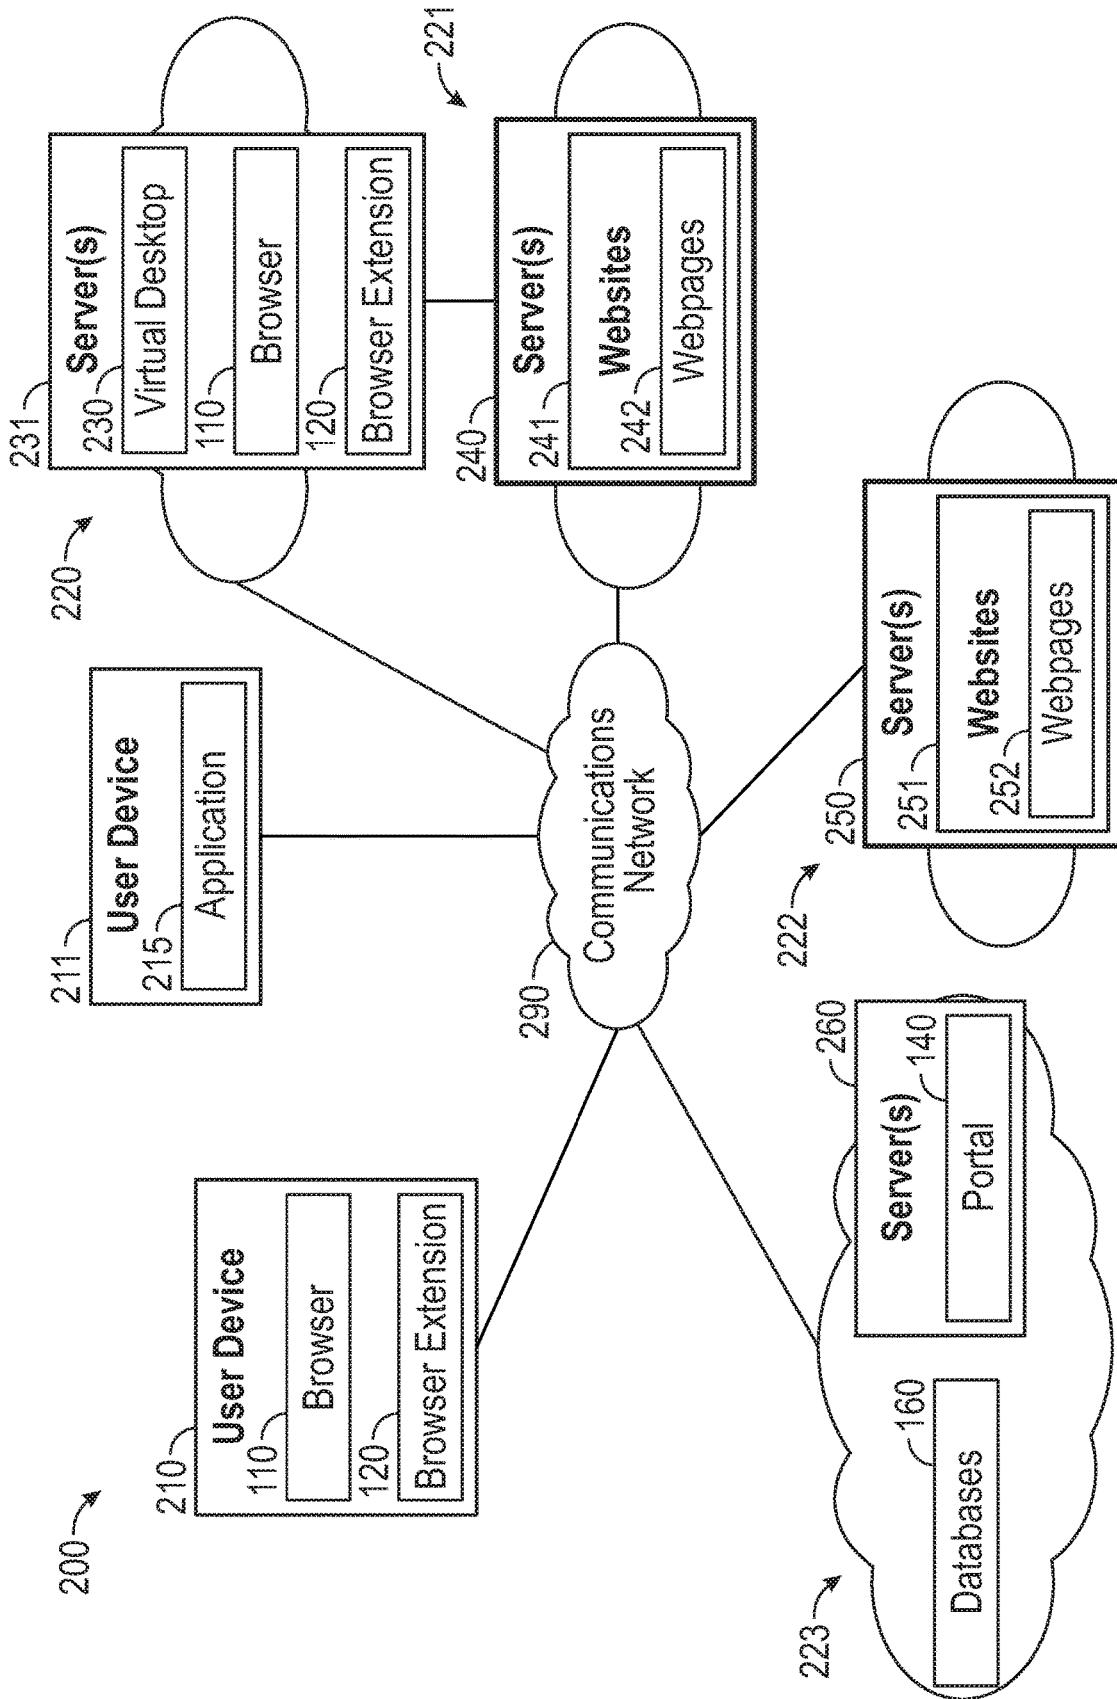 200
210
User Device
110
Browser
120
Browser Extension
211
User Device
215
Application
220
231
Server(s)
230
Virtual Desktop
110
Browser
120
Browser Extension
221
240
Server(s)
241
Websites
242
Webpages
290
Communications
Network
222
250
Server(s)
251
Websites
252
Webpages
223
160
Databases
260
Server(s)
140
Portal